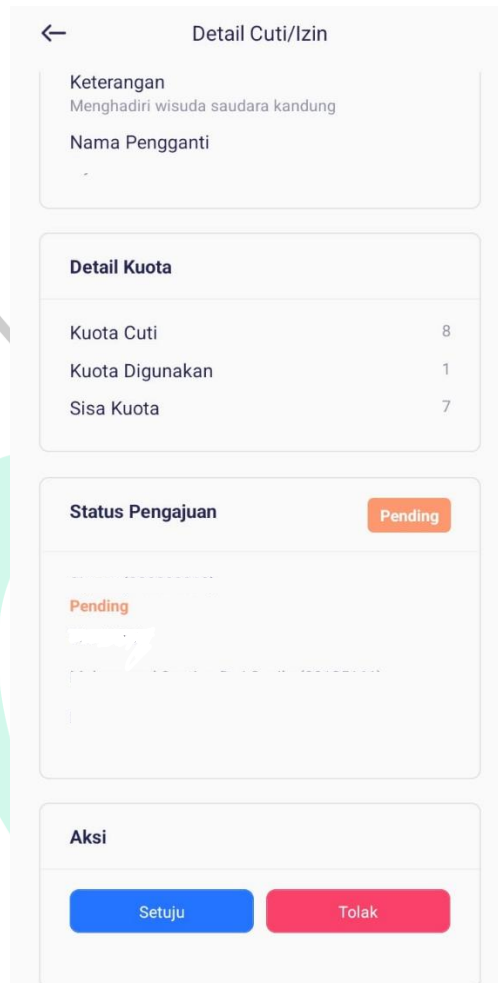 Detail Cuti/Izin
Keterangan
Menghadiri wisuda saudara kandung
Nama Pengganti
Detail Kuota
Kuota Cuti 8
Kuota Digunakan 1
Sisa Kuota 7
Status Pengajuan Pending
Pending
Aksi
Setuju Tolak